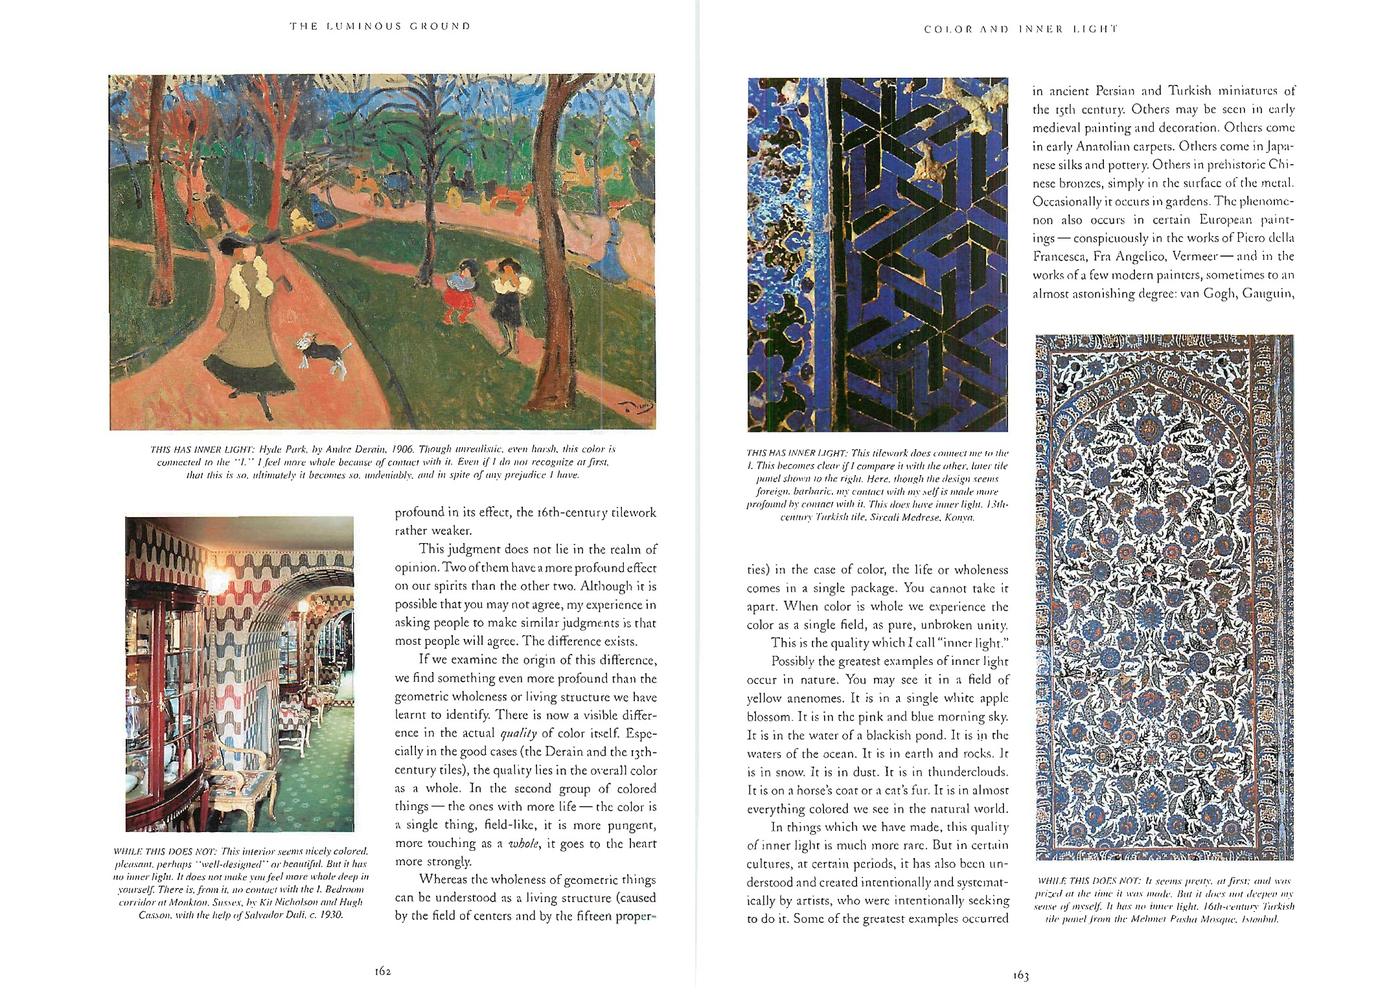 THE LUMINOUS GROUND
THIS HAS INNER LIGHT: Hyde Park, by Andre Derain, 1906. Though unrealistic, even harsh, this color is
connected to the "I." I feel more whole because of contact with it. Even if I do not recognize at first,
that this is so, ultimately it becomes so, undeniably, and in spite of any prejudice I have.
WHILE THIS DOES NOT: This interior seems nicely colored,
pleasant, perhaps "well-designed" or beautiful. But it has
no inner light. It does not make you feel more whole deep in
yourself. There is, from it, no contact with the I. Bedroom
corridor at Monkton, Sussex, by Kit Nicholson and Hugh
Casson, with the help of Salvador Dali, c. 1930.
profound in its effect, the 16th-century tilework
rather weaker.
This judgment does not lie in the realm of
opinion. Two of them have a more profound effect
on our spirits than the other two. Although it is
possible that you may not agree, my experience in
asking people to make similar judgments is that
most people will agree. The difference exists.
If we examine the origin of this difference,
we find something even more profound than the
geometric wholeness or living structure we have
learnt to identify. There is now a visible differ-
ence in the actual quality of color itself. Espe-
cially in the good cases (the Derain and the 13th-
century tiles), the quality lies in the overall color
as a whole. In the second group of colored
things — the ones with more life — the color is
a single thing, field-like, it is more pungent,
more touching as a whole, it goes to the heart
more strongly.
Whereas the wholeness of geometric things
can be understood as a living structure (caused
by the field of centers and by the fifteen proper-
162
COLOR AND INNER LIGHT
THIS HAS INNER LIGHT: This tilework does connect me to the
I. This becomes clear if I compare it with the other, later tile
panel shown to the right. Here, though the design seems
foreign, barbaric, my contact with my self is made more
profound by contact with it. This does have inner light. 13th-
century Turkish tile, Sircali Medrese, Konya.
ties) in the case of color, the life or wholeness
comes in a single package. You cannot take it
apart. When color is whole we experience the
color as a single field, as pure, unbroken unity.
This is the quality which I call "inner light."
Possibly the greatest examples of inner light
occur in nature. You may see it in a field of
yellow anenomes. It is in a single white apple
blossom. It is in the pink and blue morning sky.
It is in the water of a blackish pond. It is in the
waters of the ocean. It is in earth and rocks. It
is in snow. It is in dust. It is in thunderclouds.
It is on a horse's coat or a cat's fur. It is in almost
everything colored we see in the natural world.
In things which we have made, this quality
of inner light is much more rare. But in certain
cultures, at certain periods, it has also been un-
derstood and created intentionally and systemat-
ically by artists, who were intentionally seeking
to do it. Some of the greatest examples occurred
in ancient Persian and Turkish miniatures of
the 15th century. Others may be seen in early
medieval painting and decoration. Others come
in early Anatolian carpets. Others come in Japa-
nese silks and pottery. Others in prehistoric Chi-
nese bronzes, simply in the surface of the metal.
Occasionally it occurs in gardens. The phenome-
non also occurs in certain European paint-
ings — conspicuously in the works of Piero della
Francesca, Fra Angelico, Vermeer — and in the
works of a few modern painters, sometimes to an
almost astonishing degree: van Gogh, Gauguin,
WHILE THIS DOES NOT: It seems pretty, at first; and was
prized at the time it was made. But it does not deepen my
sense of myself. It has no inner light. 16th-century Turkish
tile panel from the Mehmet Pasha Mosque, Istanbul.
163